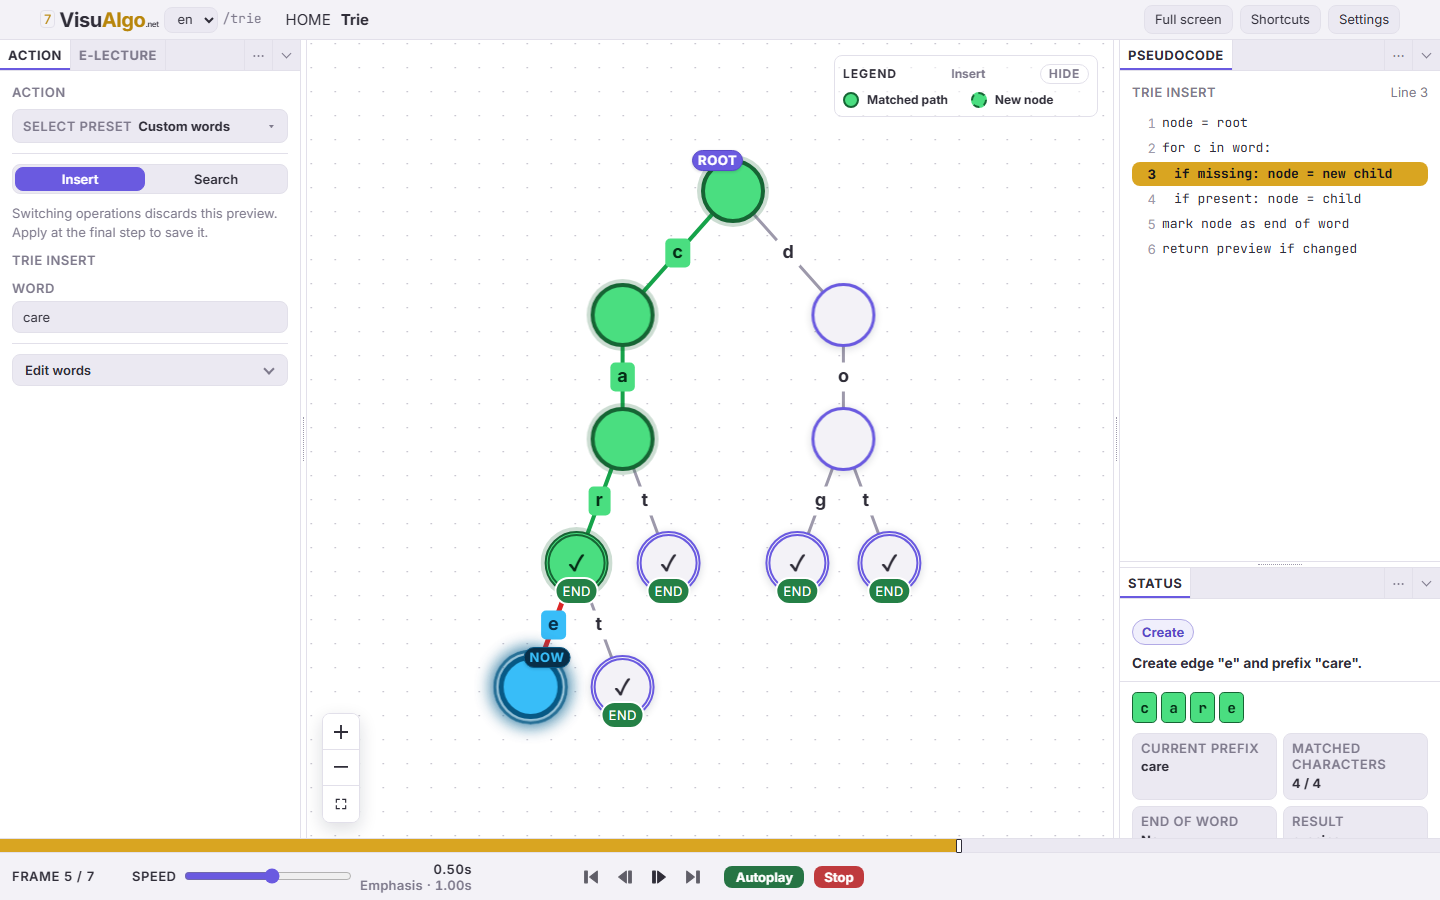 7 VisuAlgo.net en /trie HOME Trie Full screen Shortcuts Settings
ACTION E-LECTURE ...
ACTION
SELECT PRESET Custom words
Insert Search
Switching operations discards this preview.
Apply at the final step to save it.
TRIE INSERT
WORD
care
Edit words
LEGEND Insert HIDE
Matched path New node
ROOT
c d
a o
r t g t
✓ ✓ ✓ ✓
END END END END
e t
NOW
✓
END
PSEUDOCODE ...
TRIE INSERT Line 3
1 node = root
2 for c in word:
3 if missing: node = new child
4 if present: node = child
5 mark node as end of word
6 return preview if changed
STATUS ...
Create
Create edge "e" and prefix "care".
c a r e
CURRENT PREFIX
care
MATCHED
CHARACTERS
4 / 4
END OF WORD
RESULT
FRAME 5 / 7 SPEED
0.50s
Emphasis · 1.00s
Autoplay Stop